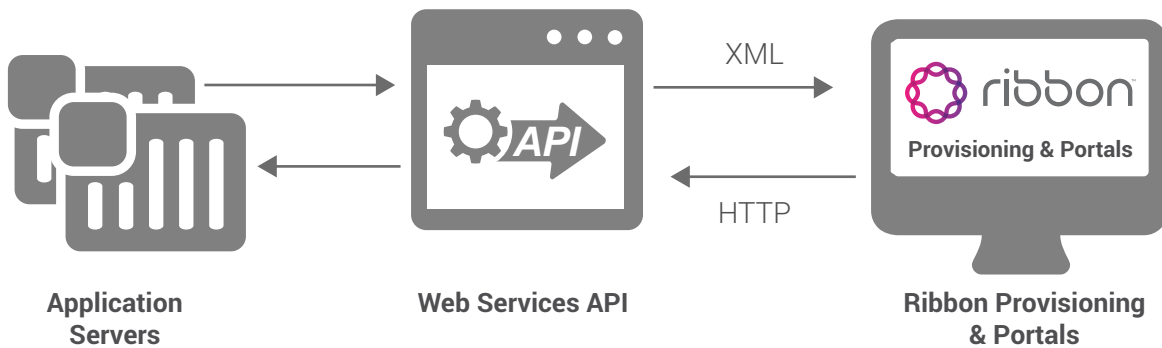 XML
API
ribbon
Provisioning & Portals
HTTP
Application
Servers
Web Services API
Ribbon Provisioning
& Portals